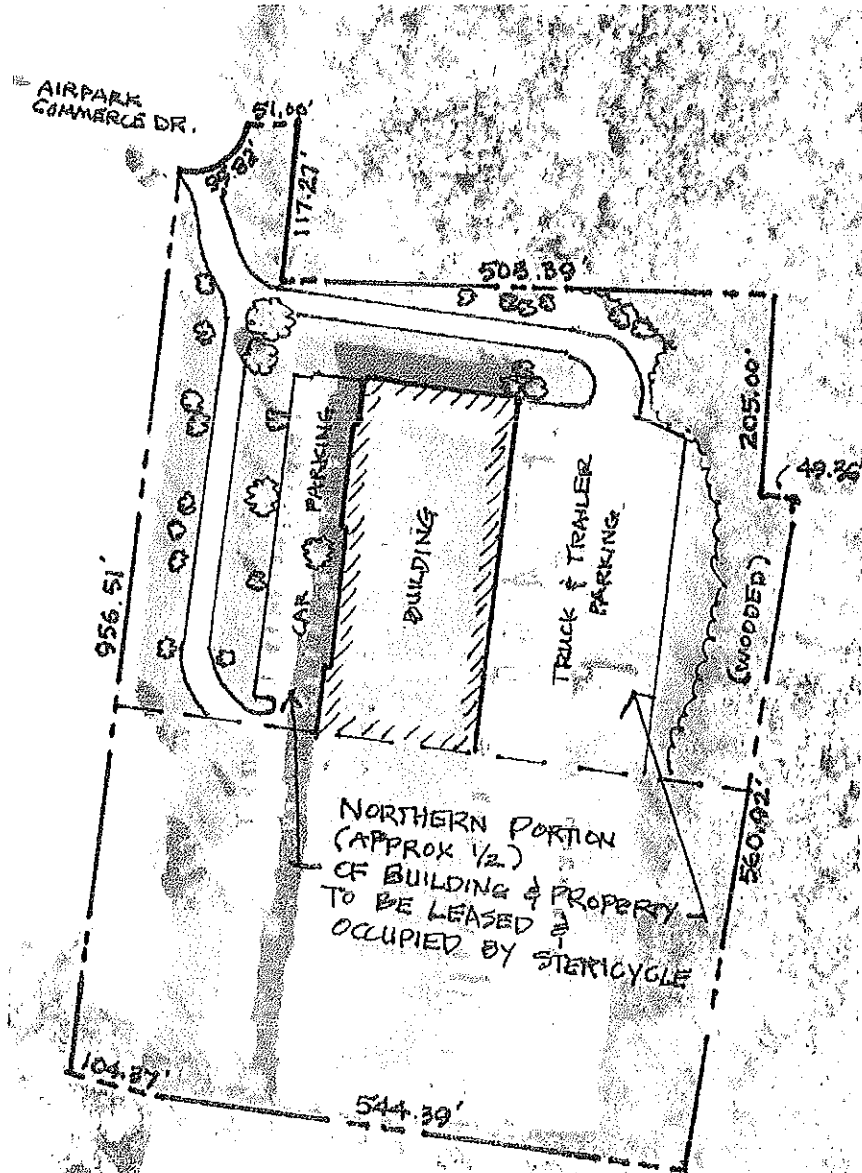 AIRPARK
COMMERCE DR.
51.00'
99.82'
117.27'
508.89'
205.00'
49.36
(WOODED)
956.51'
CAR PARKING
BUILDING
TRUCK & TRAILER
PARKING
NORTHERN PORTION
(APPROX 1/2)
OF BUILDING & PROPERTY
TO BE LEASED &
OCCUPIED BY STERICYCLE
560.92'
104.87'
544.39'